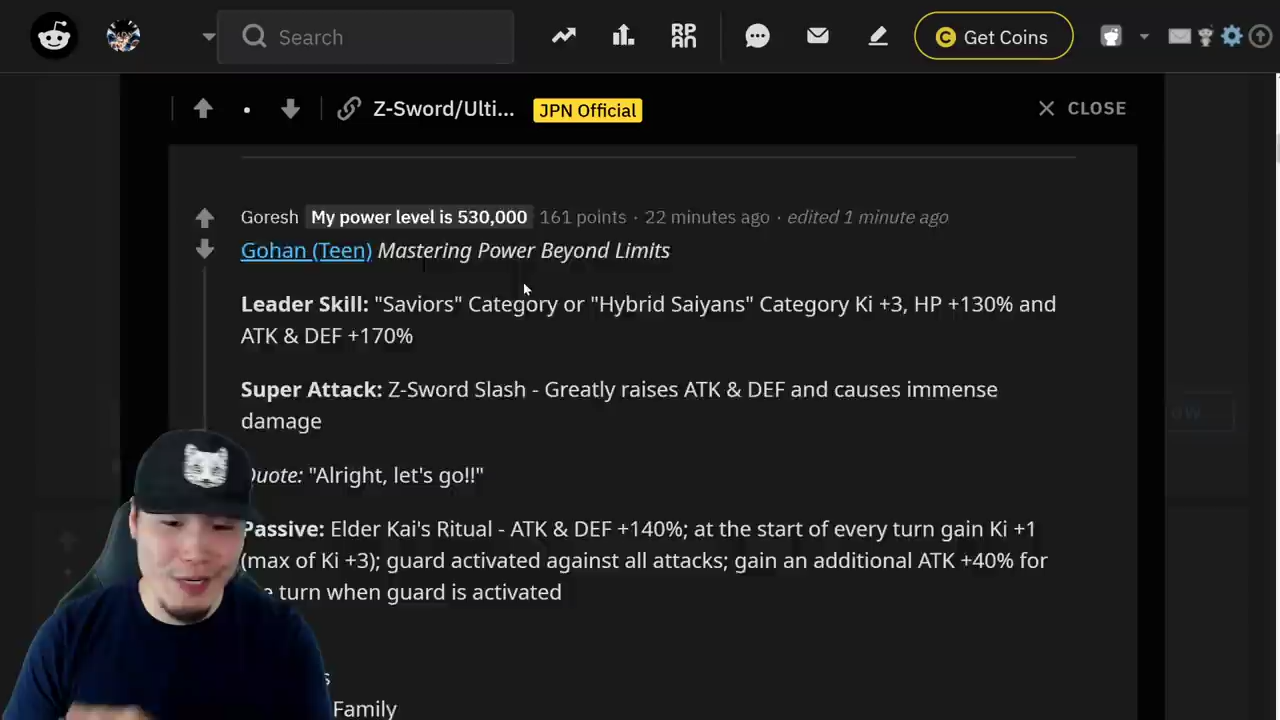 Search
RPAN
Get Coins
Z-Sword/Ulti...
JPN Official
CLOSE
Goresh My power level is 530,000 161 points · 22 minutes ago · edited 1 minute ago
Gohan (Teen) Mastering Power Beyond Limits
Leader Skill: "Saviors" Category or "Hybrid Saiyans" Category Ki +3, HP +130% and
ATK & DEF +170%
Super Attack: Z-Sword Slash - Greatly raises ATK & DEF and causes immense
damage
Quote: "Alright, let's go!!"
Passive: Elder Kai's Ritual - ATK & DEF +140%; at the start of every turn gain Ki +1
(max of Ki +3); guard activated against all attacks; gain an additional ATK +40% for
turn when guard is activated
Family